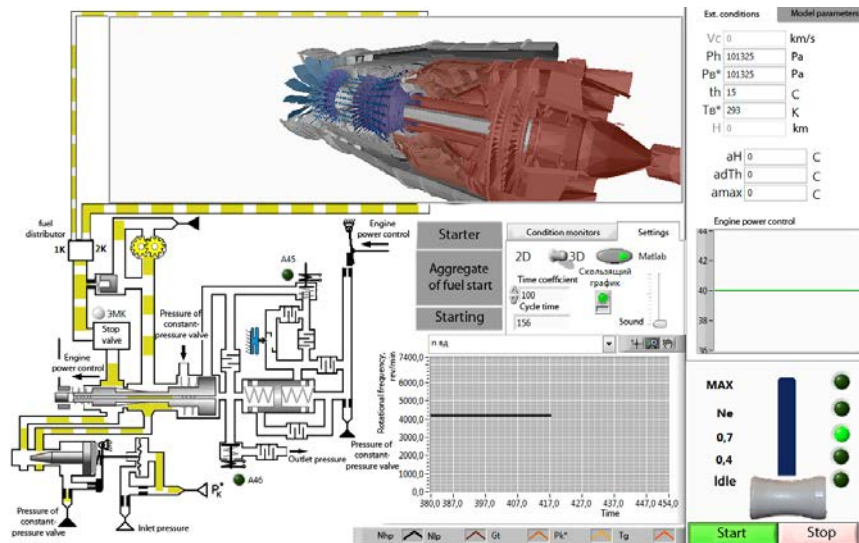 Ext. conditions
Model parameters
Vc 0 km/s
Ph 101325 Pa
Pв* 101325 Pa
th 15 C
Tв* 293 K
H 0 km
aH 0 C
adTh 0 C
amax 0 C
Engine power control
44
40
36
fuel distributor
1K
2K
Engine power control
A45
ЗМК
Stop valve
Pressure of constant-pressure valve
Engine power control
Starter
Aggregate of fuel start
Starting
Condition monitors
Settings
2D
3D
Matlab
Time coefficient
100
Cycle time
156
Скользящий график
Sound
n вд
Rotational frequency, rev/min
7400,0
7000,0
6000,0
5000,0
4000,0
3000,0
2000,0
1000,0
0,0
380,0 387,0 397,0 407,0 417,0 427,0 437,0 447,0 454,0
Time
Outlet pressure
A46
Pressure of constant-pressure valve
Pressure of constant-pressure valve
Inlet pressure
P*K
Nhp
Nlp
Gt
Pk*
Tg
MAX
Ne
0,7
0,4
Idle
Start
Stop